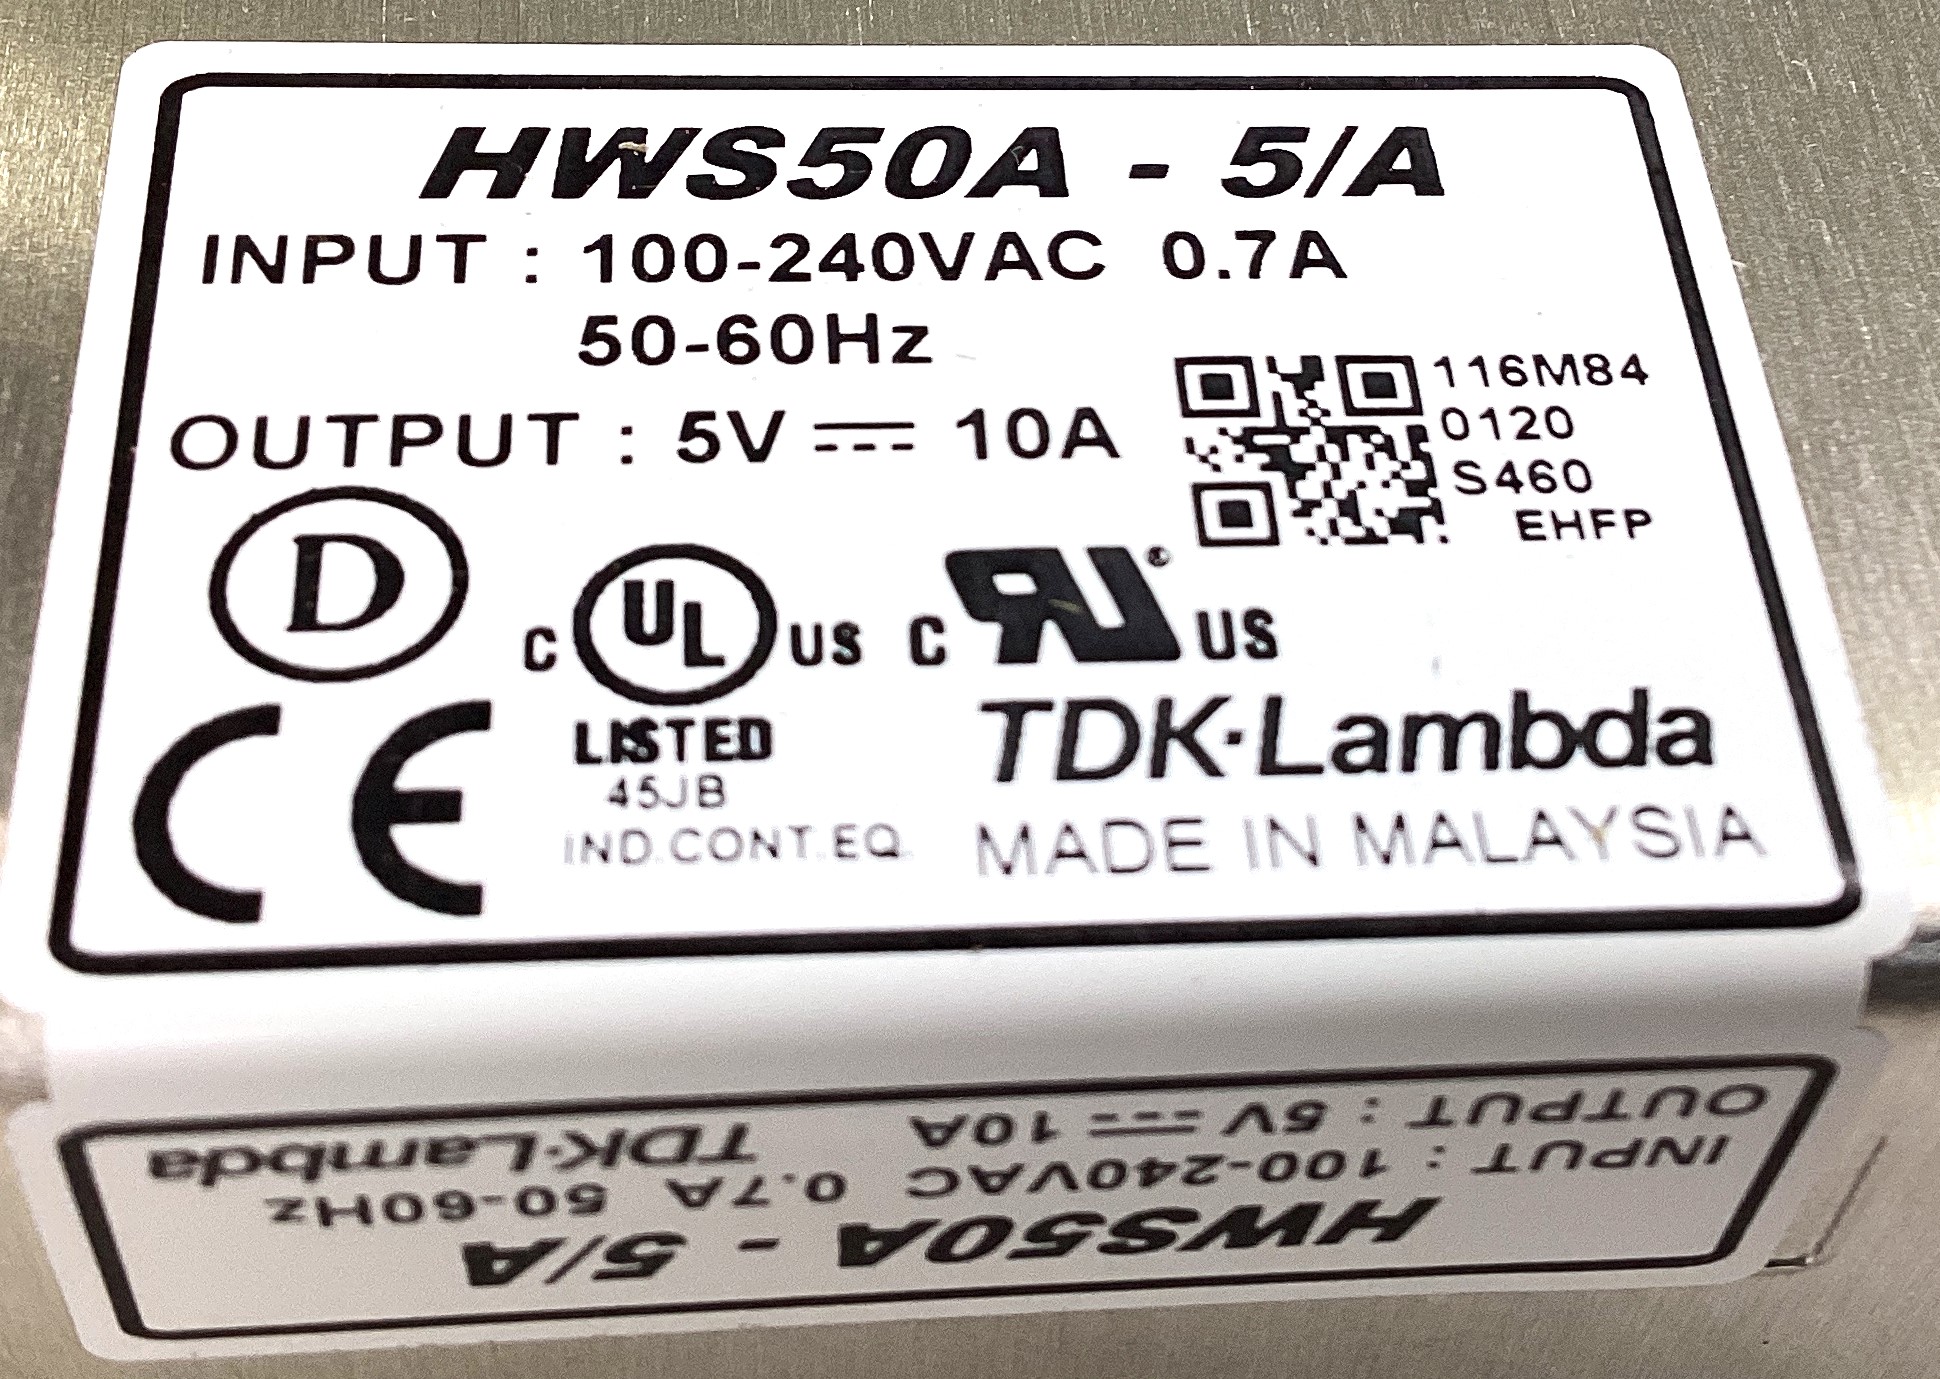 HWS50A - 5/A
INPUT : 100-240VAC 0.7A
50-60Hz
OUTPUT : 5V ⎓ 10A
116M84
0120
S460
EHFP
D
C UL US
LISTED
45JB
IND.CONT.EQ.
C RU ® US
CE
TDK·Lambda
MADE IN MALAYSIA
HWS50A - 5/A
INPUT : 100-240VAC 0.7A 50-60Hz
OUTPUT : 5V ⎓ 10A TDK·Lambda